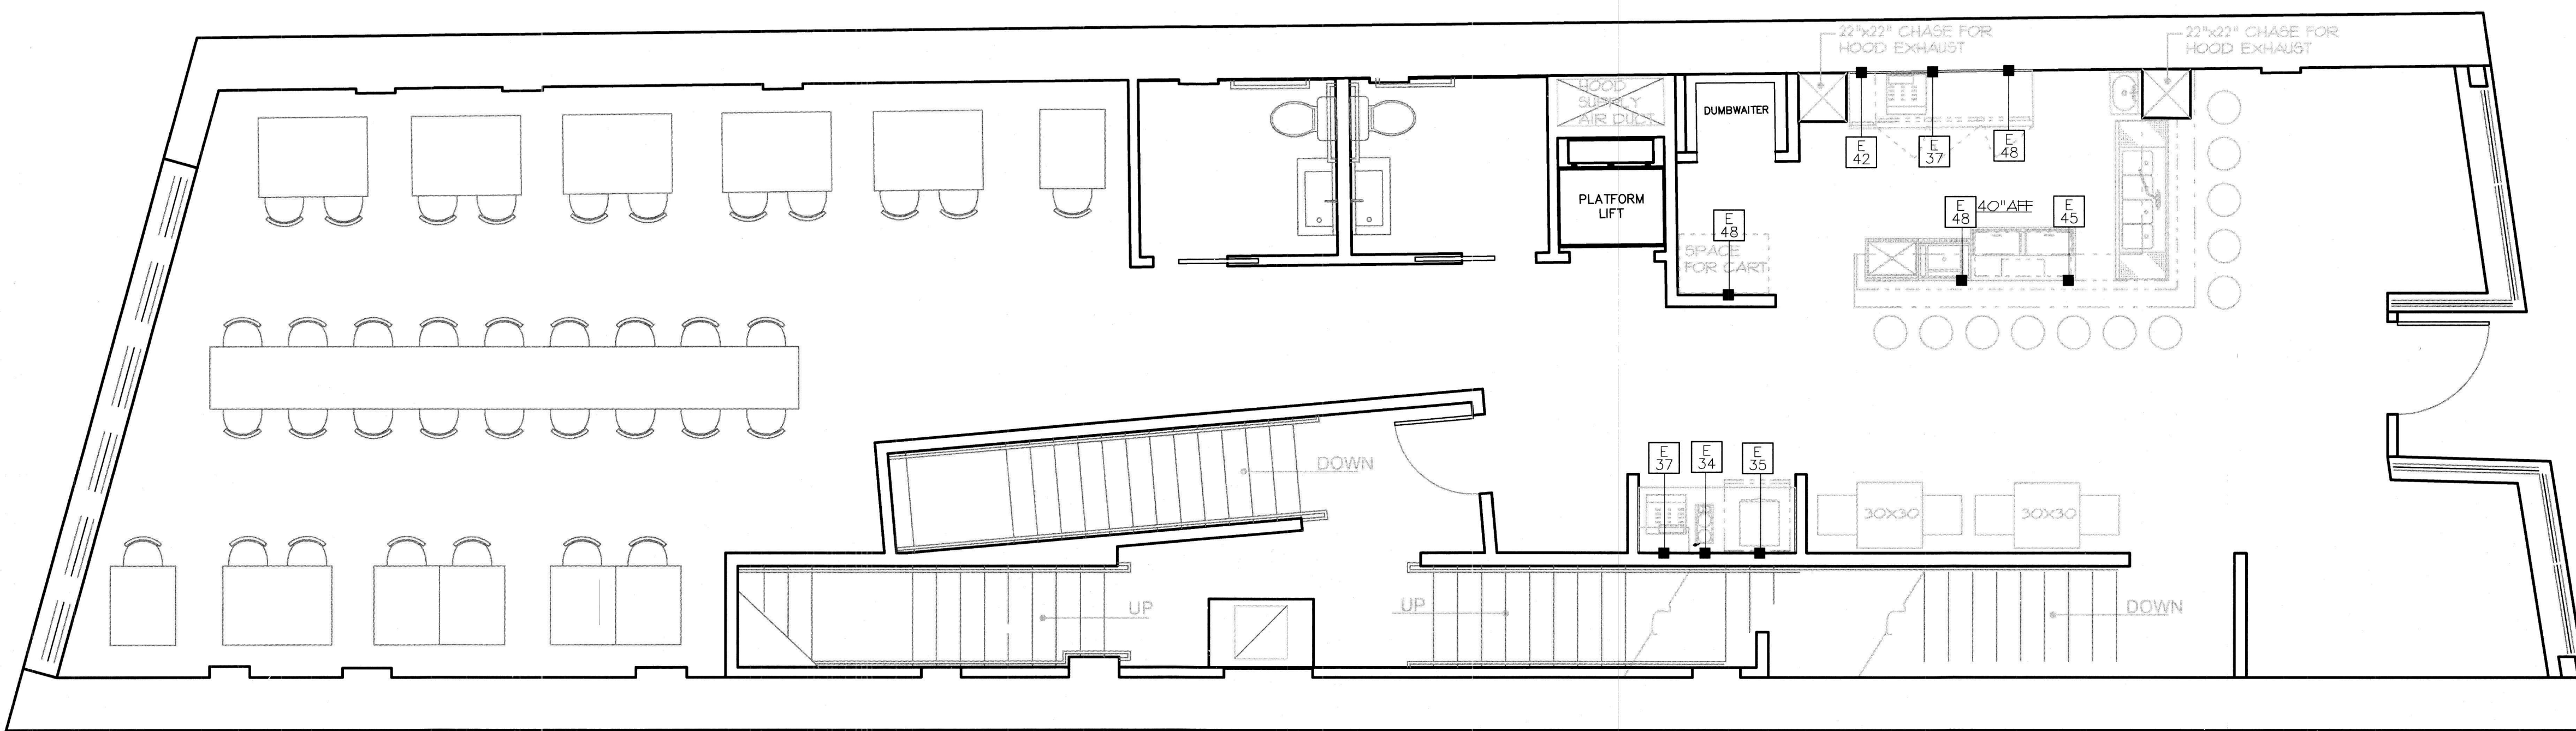 22"x22" CHASE FOR
HOOD EXHAUST
22"x22" CHASE FOR
HOOD EXHAUST
HOOD
SUPPLY
AIR DUCT
DUMBWAITER
E
42
E
37
E
48
PLATFORM
LIFT
E
48
E
48
40"AFF
E
45
SPACE
FOR CART
DOWN
E
37
E
34
E
35
30X30
30X30
UP
UP
DOWN